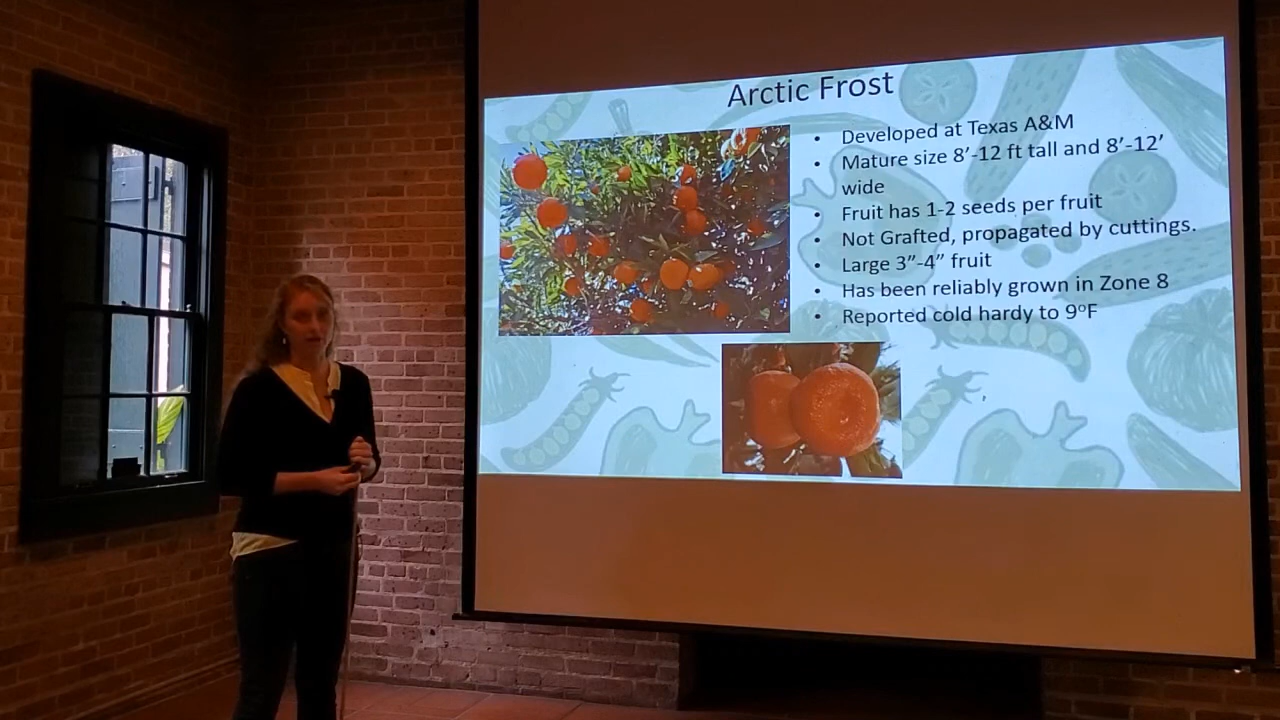 Arctic Frost
• Developed at Texas A&M
• Mature size 8’-12 ft tall and 8’-12’
wide
• Fruit has 1-2 seeds per fruit
• Not Grafted, propagated by cuttings.
• Large 3”-4” fruit
• Has been reliably grown in Zone 8
• Reported cold hardy to 9°F